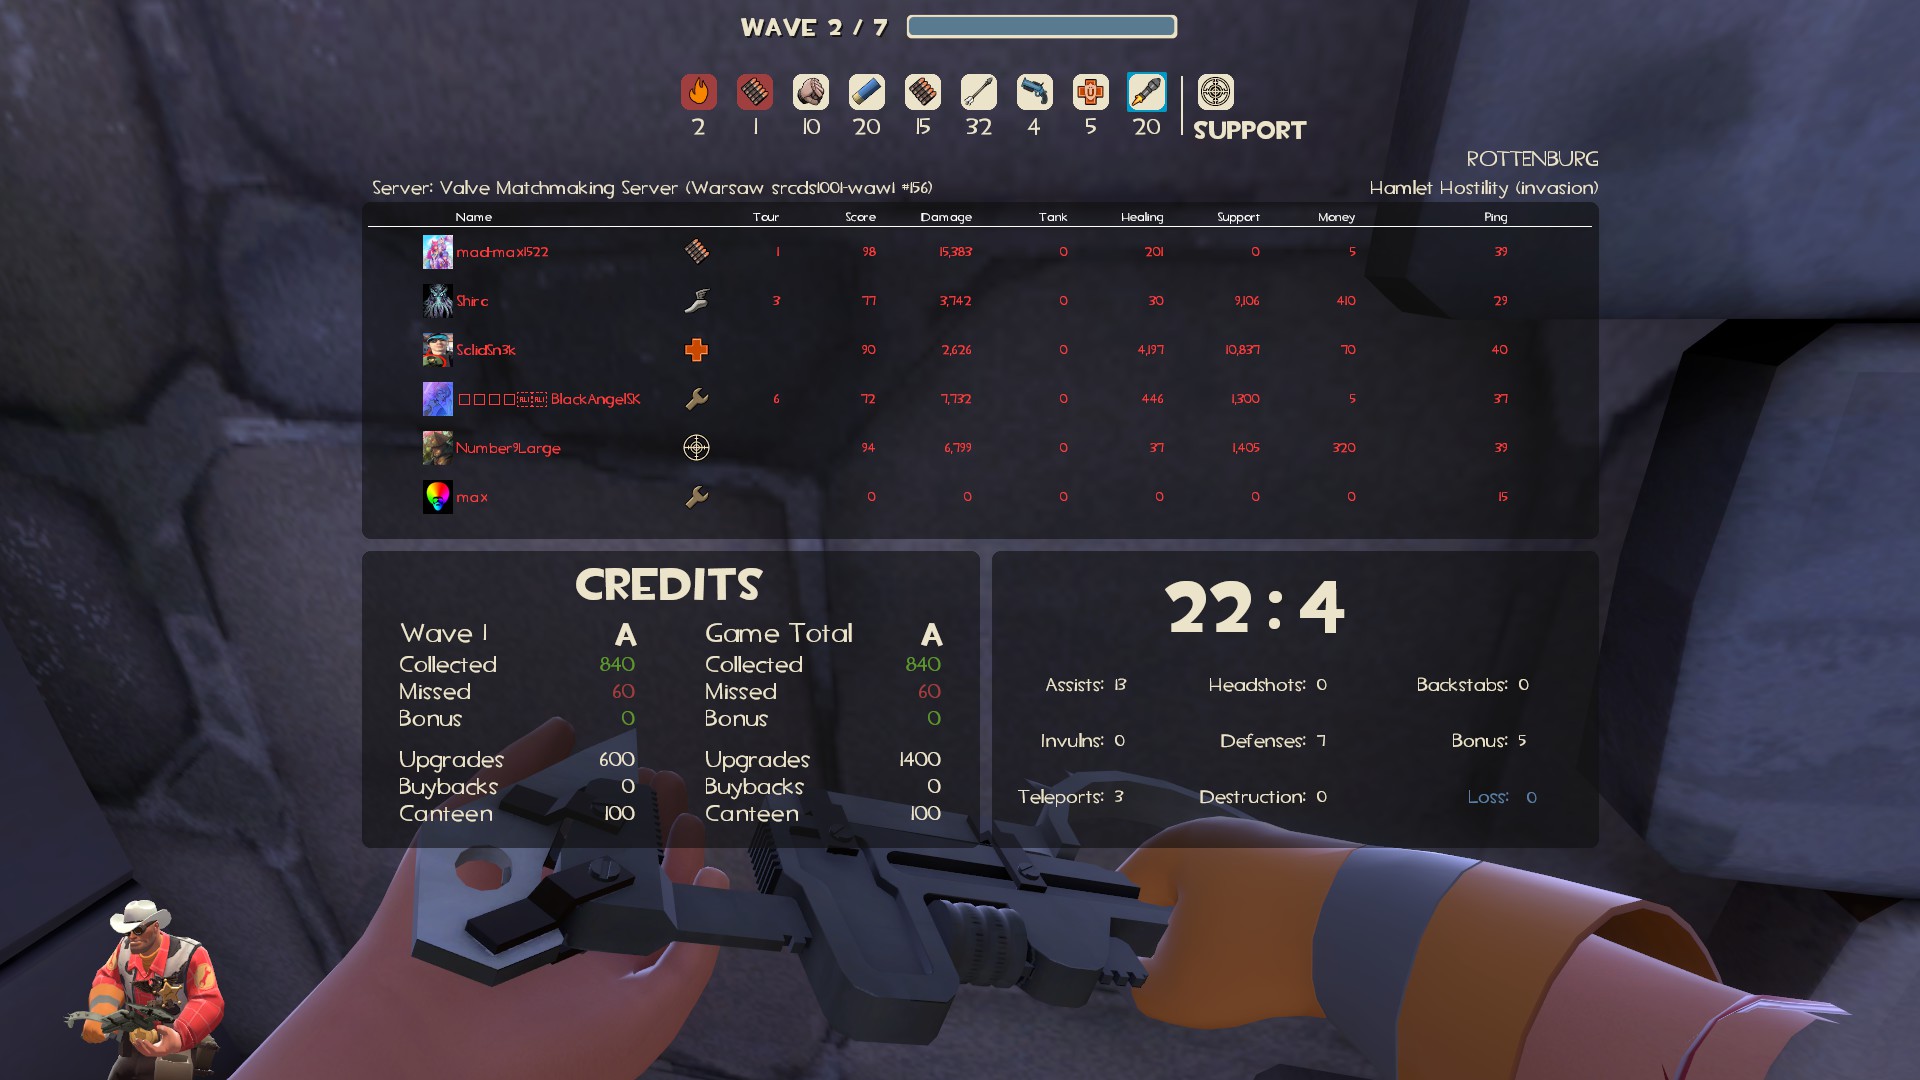 WAVE 2 / 7
2 1 10 20 15 32 4 5 20 SUPPORT
ROTTENBURG
Server: Valve Matchmaking Server (Warsaw srcds1001-waw1 #156) Hamlet Hostility (invasion)
Name Tour Score Damage Tank Healing Support Money Ping
mad-max1522 1 98 15,383 0 201 0 5 39
Shirc 3 77 3,742 0 30 9,106 410 29
SolidSn3k 90 2,626 0 4,197 10,837 70 40
BlackAngelSK 6 72 7,732 0 446 1,300 5 37
Number9Large 94 6,799 0 37 1,405 320 39
max 0 0 0 0 0 0 15
CREDITS
Wave 1 A Game Total A
Collected 840 Collected 840
Missed 60 Missed 60
Bonus 0 Bonus 0
Upgrades 600 Upgrades 1400
Buybacks 0 Buybacks 0
Canteen 100 Canteen 100
22:4
Assists: 13 Headshots: 0 Backstabs: 0
Invulns: 0 Defenses: 7 Bonus: 5
Teleports: 3 Destruction: 0 Loss: 0